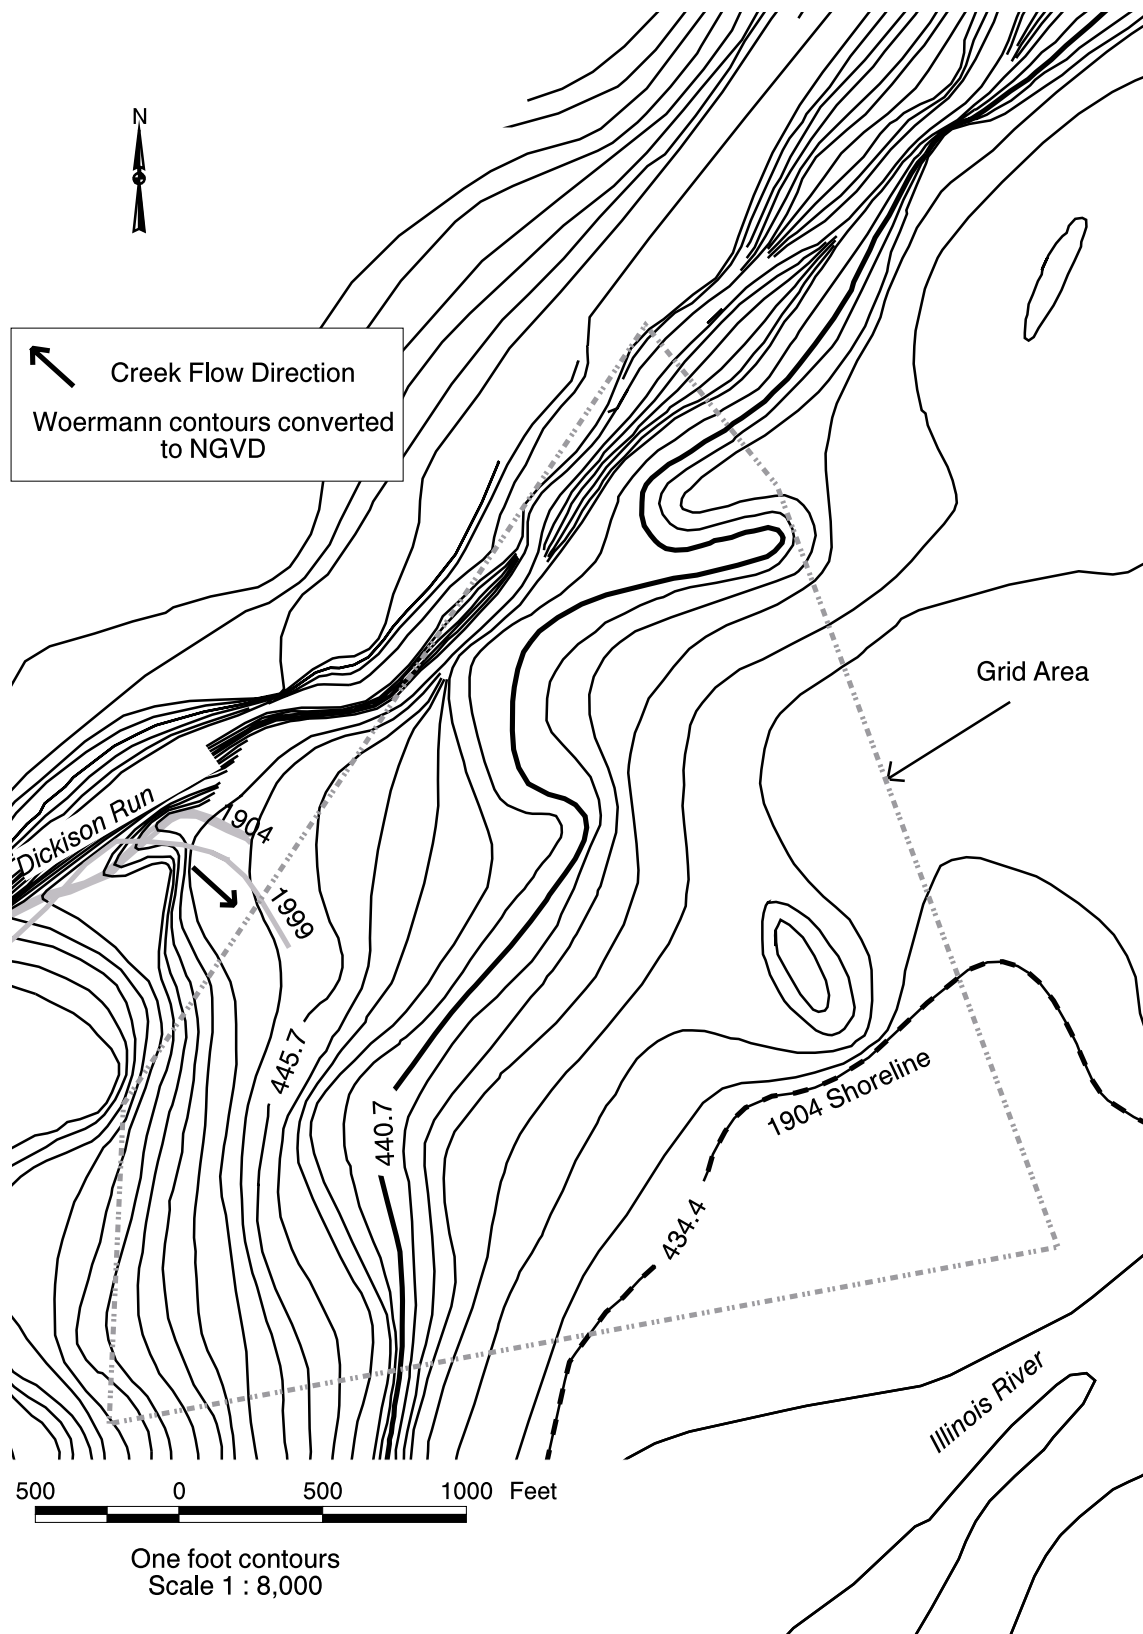 N
Creek Flow Direction
Woermann contours converted
to NGVD
Grid Area
Dickison Run
1904
1999
445.7
440.7
1904 Shoreline
434.4
Illinois River
500 0 500 1000 Feet
One foot contours
Scale 1 : 8,000